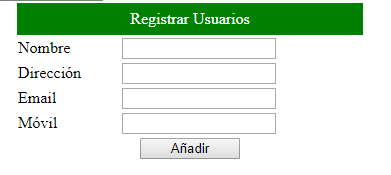 Registrar Usuarios
Nombre
Dirección
Email
Móvil
Añadir